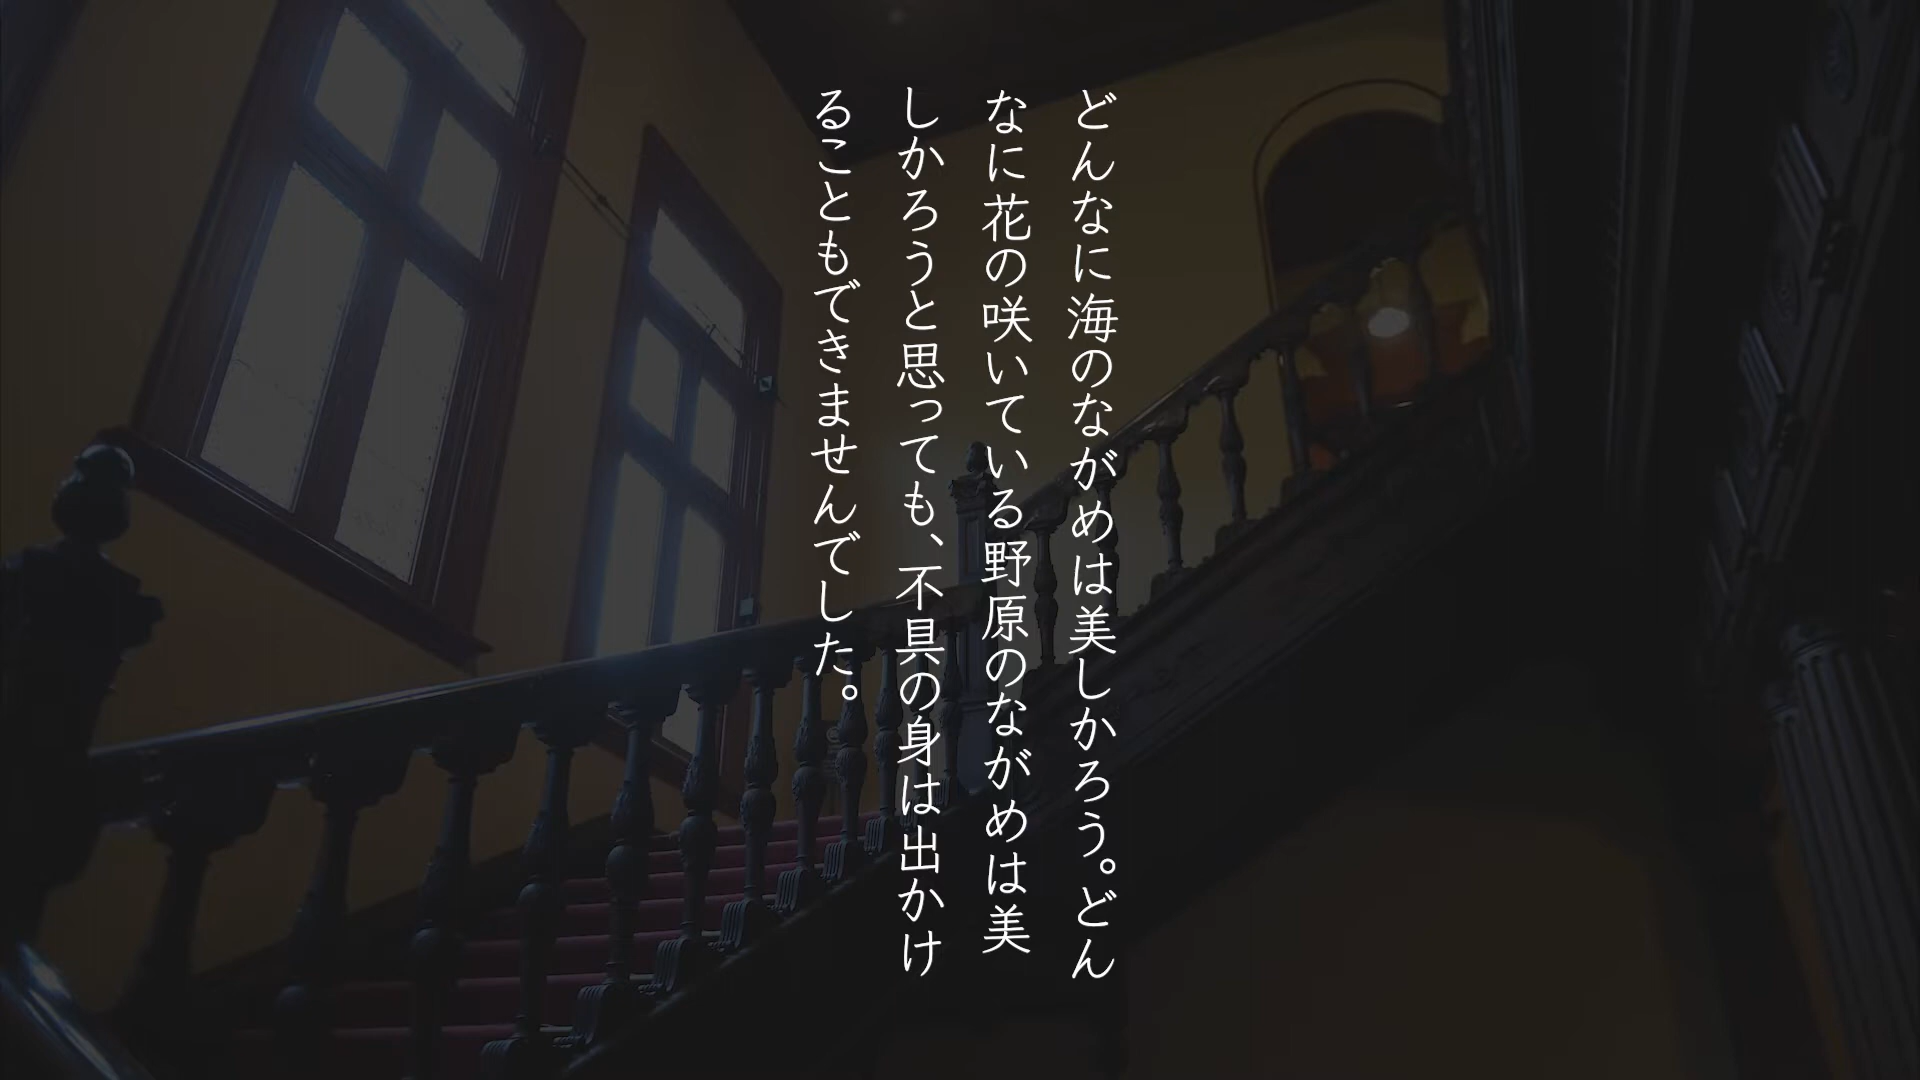 どんなに海のながめは美しかろう。どん
なに花の咲いている野原のながめは美
しかろうと思っても、不具の身は出かけ
ることもできませんでした。